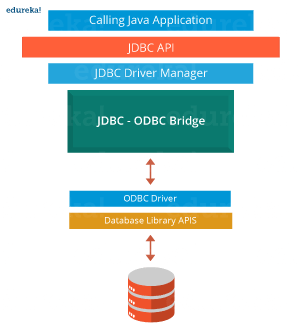 edureka!
Calling Java Application
JDBC API
JDBC Driver Manager
JDBC - ODBC Bridge
ODBC Driver
Database Library APIS